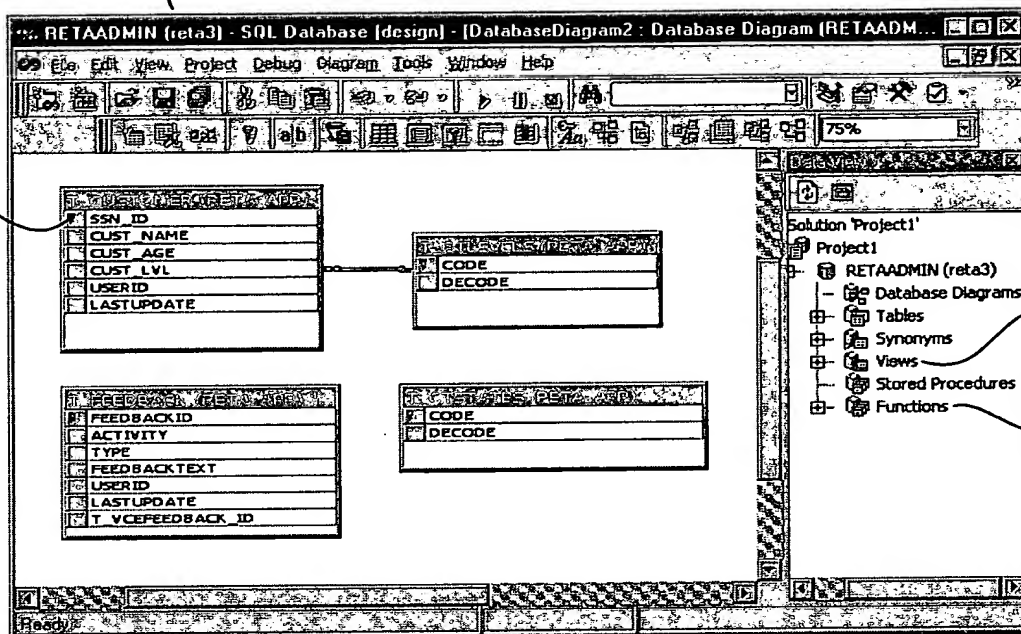 RETAADMIN (reta3) - SQL Database [design] - [DatabaseDiagram2 : Database Diagram (RETAADM...
File Edit View Project Debug Diagram Tools Window Help
75%
SSN_ID
CUST_NAME
CUST_AGE
CUST_LVL
USERID
LASTUPDATE
CODE
DECODE
FEEDBACKID
ACTIVITY
TYPE
FEEDBACKTEXT
USERID
LASTUPDATE
T_VCEFEEDBACK_ID
CODE
DECODE
Solution 'Project1'
Project1
RETAADMIN (reta3)
Database Diagrams
Tables
Synonyms
Views
Stored Procedures
Functions
Ready